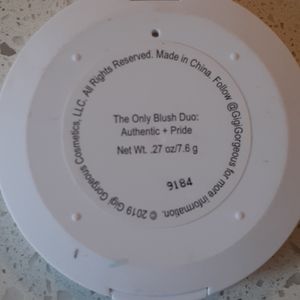 © 2019 Gigi Gorgeous Cosmetics, LLC. All Rights Reserved. Made in China. Follow @GigiGorgeous for more information.
The Only Blush Duo:
Authentic + Pride
Net Wt. .27 oz/7.6 g
9184